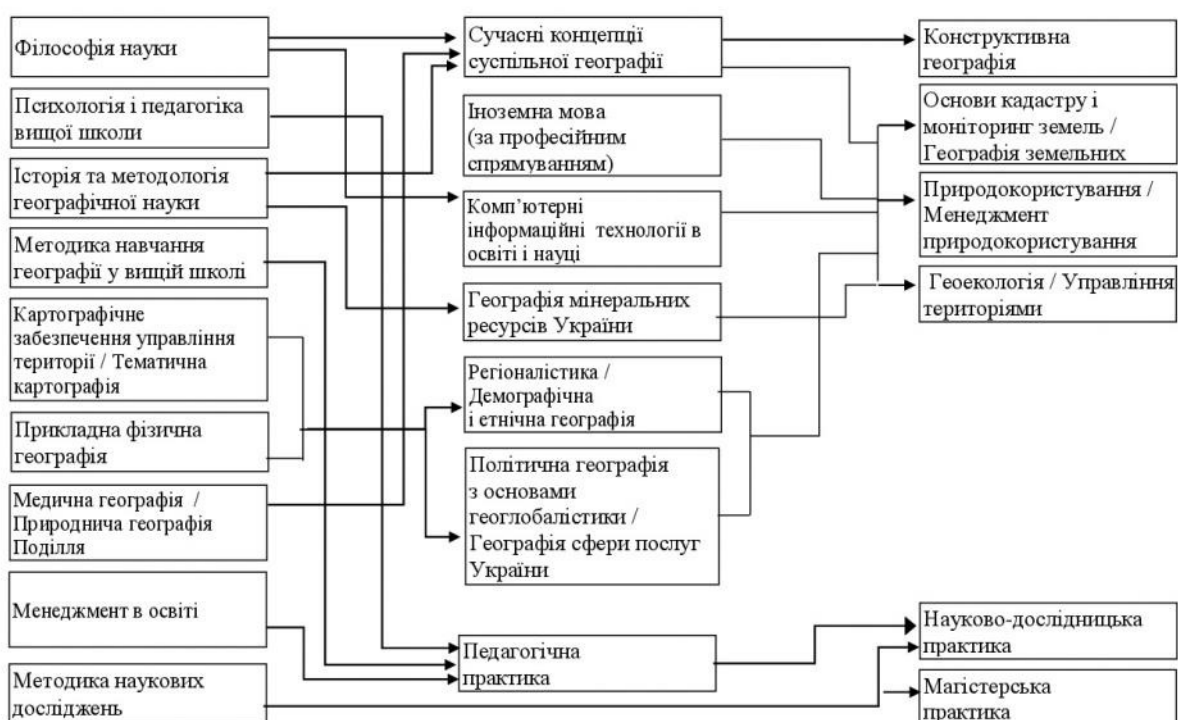 Філософія науки
Психологія і педагогіка
вищої школи
Історія та методологія
географічної науки
Методика навчання
географії у вищій школі
Картографічне
забезпечення управління
території / Тематична
картографія
Прикладна фізична
географія
Медична географія /
Природнича географія
Поділля
Менеджмент в освіті
Методика наукових
досліджень
Сучасні концепції
суспільної географії
Іноземна мова
(за професійним
спрямуванням)
Комп’ютерні
інформаційні технології в
освіті і науці
Географія мінеральних
ресурсів України
Регіоналістика /
Демографічна
і етнічна географія
Політична географія
з основами
геоглобалістики /
Географія сфери послуг
України
Педагогічна
практика
Конструктивна
географія
Основи кадастру і
моніторинг земель /
Географія земельних
Природокористування /
Менеджмент
природокористування
Геоекологія / Управління
територіями
Науково-дослідницька
практика
Магістерська
практика